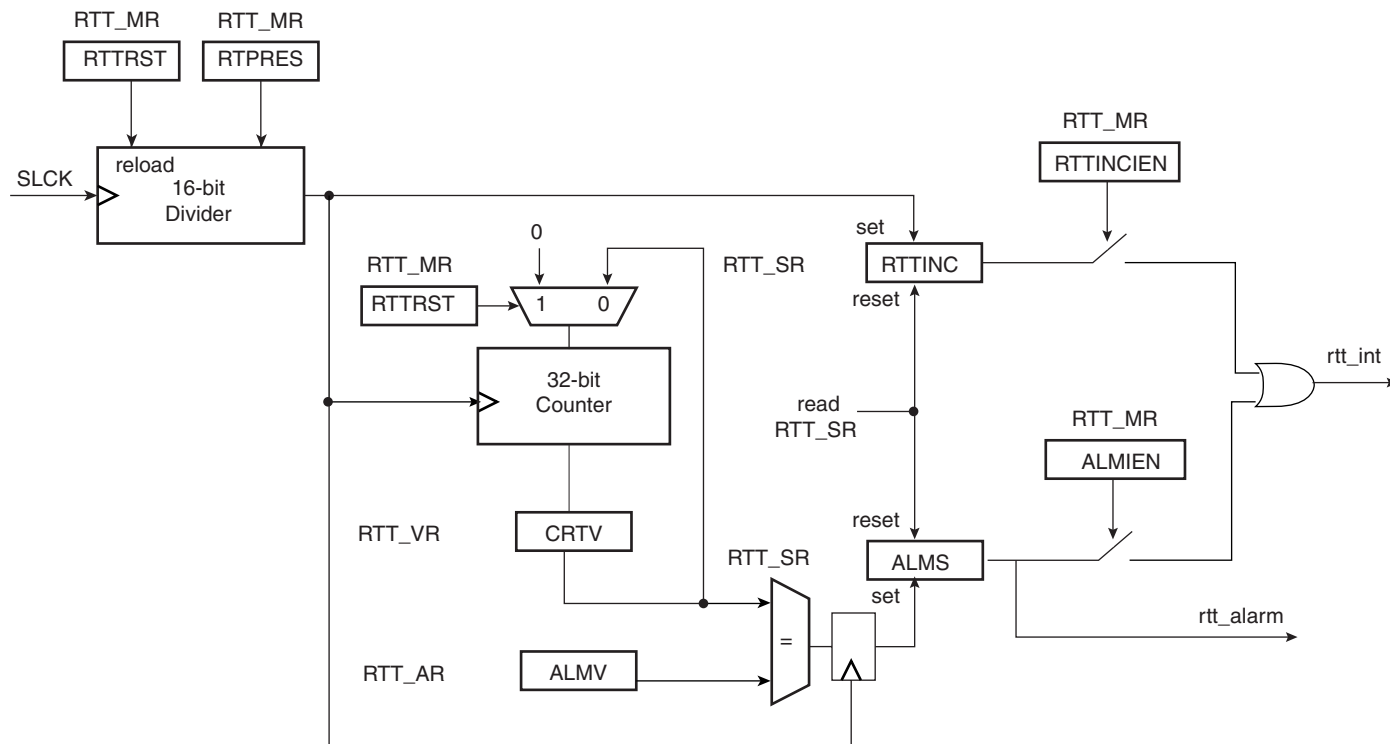 RTT_MR
RTT_MR
RTTRST
RTPRES
reload
SLCK
16-bit
Divider
RTT_MR
RTTINCIEN
0
set
RTT_MR
RTT_SR
RTTINC
RTTRST
1
0
reset
32-bit
Counter
rtt_int
read
RTT_SR
RTT_MR
ALMIEN
reset
RTT_VR
CRTV
RTT_SR
ALMS
set
rtt_alarm
=
RTT_AR
ALMV